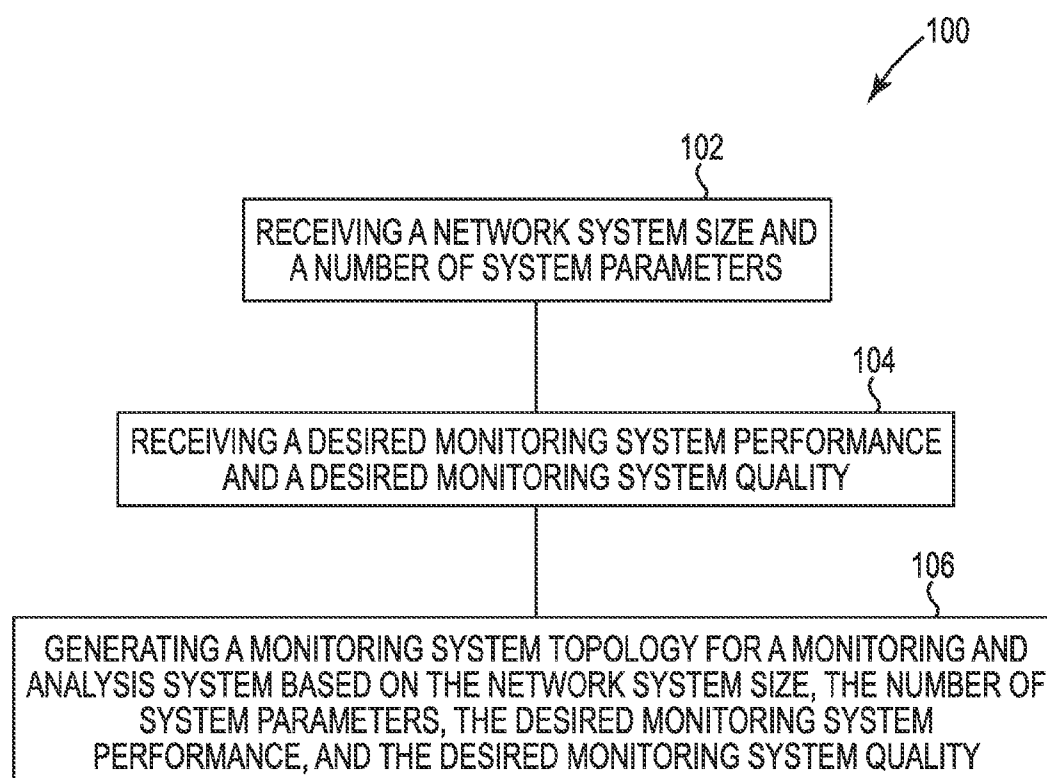 100
102
RECEIVING A NETWORK SYSTEM SIZE AND
A NUMBER OF SYSTEM PARAMETERS
104
RECEIVING A DESIRED MONITORING SYSTEM PERFORMANCE
AND A DESIRED MONITORING SYSTEM QUALITY
106
GENERATING A MONITORING SYSTEM TOPOLOGY FOR A MONITORING AND
ANALYSIS SYSTEM BASED ON THE NETWORK SYSTEM SIZE, THE NUMBER OF
SYSTEM PARAMETERS, THE DESIRED MONITORING SYSTEM
PERFORMANCE, AND THE DESIRED MONITORING SYSTEM QUALITY